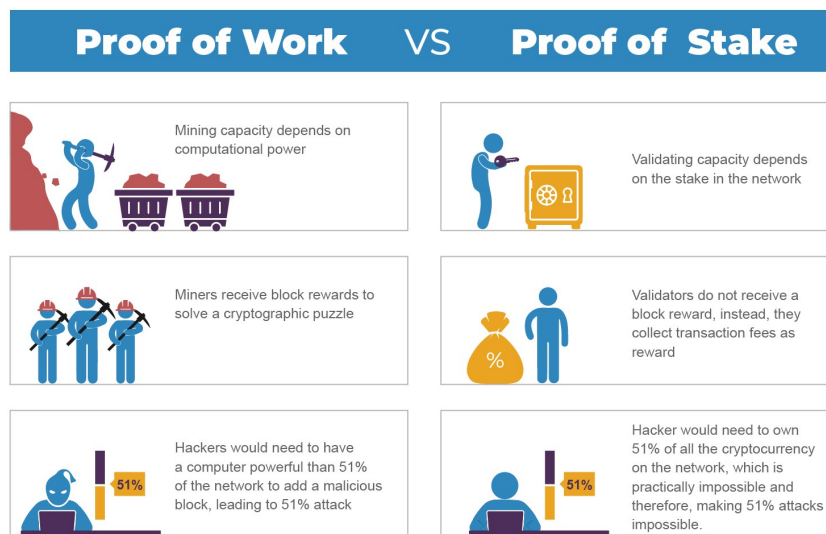 Proof of Work VS Proof of Stake
Mining capacity depends on
computational power
Validating capacity depends
on the stake in the network
Miners receive block rewards to
solve a cryptographic puzzle
Validators do not receive a
block reward, instead, they
collect transaction fees as
reward
%
Hackers would need to have
a computer powerful than 51%
of the network to add a malicious
block, leading to 51% attack
51%
Hacker would need to own
51% of all the cryptocurrency
on the network, which is
practically impossible and
therefore, making 51% attacks
impossible.
51%